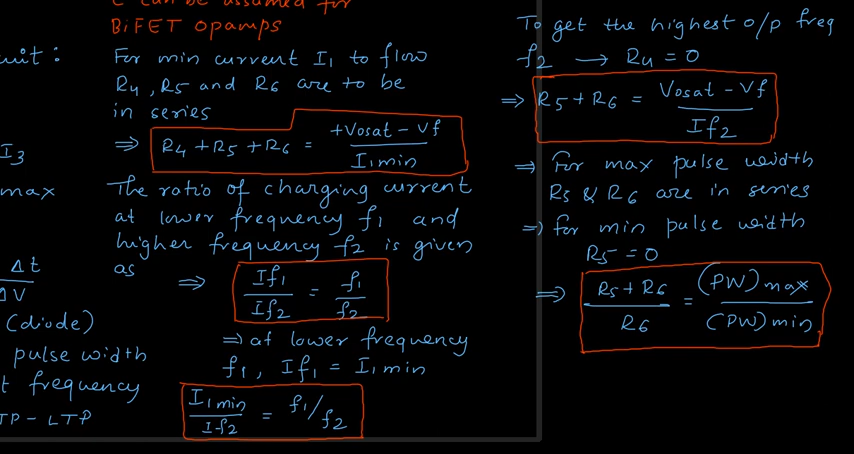 C can be assumed for
BiFET Opamps
uit :
I3
max
Δt
ΔV
(diode)
pulse width
t frequency
TP - LTP
For min current I1 to flow
R4, R5 and R6 are to be
in series
⇒ R4 + R5 + R6 = +Vosat - Vf / I1min
The ratio of charging current
at lower frequency f1 and
higher frequency f2 is given
as ⇒ If1 / If2 = f1 / f2
⇒ at lower frequency
f1, If1 = I1 min
I1min / If2 = f1/f2
To get the highest o/p freq
f2 → R4 = 0
⇒ R5 + R6 = Vosat - Vf / If2
⇒ For max pulse width
R5 & R6 are in series
⇒ for min pulse width
R5 = 0
⇒ R5 + R6 / R6 = (PW)max / (PW)min